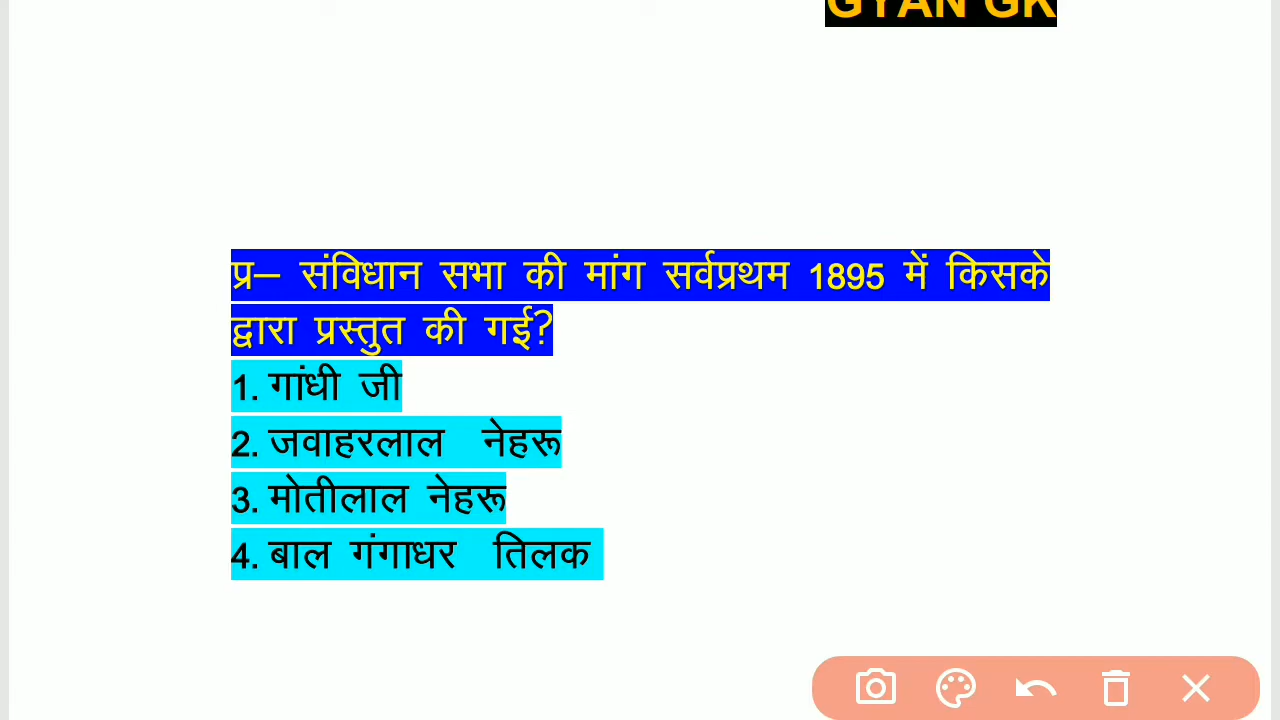 GYAN GK
प्र– संविधान सभा की मांग सर्वप्रथम 1895 में किसके
द्वारा प्रस्तुत की गई?
1. गांधी जी
2. जवाहरलाल नेहरू
3. मोतीलाल नेहरू
4. बाल गंगाधर तिलक